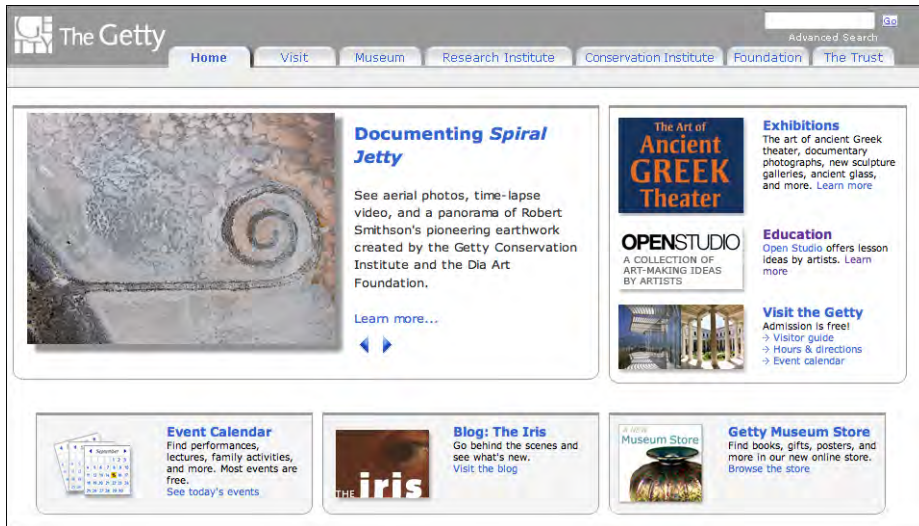 The Getty
Go
Advanced Search
Home
Visit
Museum
Research Institute
Conservation Institute
Foundation
The Trust
Documenting Spiral
Jetty
See aerial photos, time-lapse
video, and a panorama of Robert
Smithson's pioneering earthwork
created by the Getty Conservation
Institute and the Dia Art
Foundation.
Learn more...
The Art of
Ancient
GREEK
Theater
Exhibitions
The art of ancient Greek
theater, documentary
photographs, new sculpture
galleries, ancient glass,
and more. Learn more
OPENSTUDIO
A COLLECTION OF
ART-MAKING IDEAS
BY ARTISTS
Education
Open Studio offers lesson
ideas by artists. Learn
more
Visit the Getty
Admission is free!
→ Visitor guide
→ Hours & directions
→ Event calendar
September
Event Calendar
Find performances,
lectures, family activities,
and more. Most events are
free.
See today's events
THE iris
Blog: The Iris
Go behind the scenes and
see what's new.
Visit the blog
A NEW
Museum Store
Getty Museum Store
Find books, gifts, posters, and
more in our new online store.
Browse the store